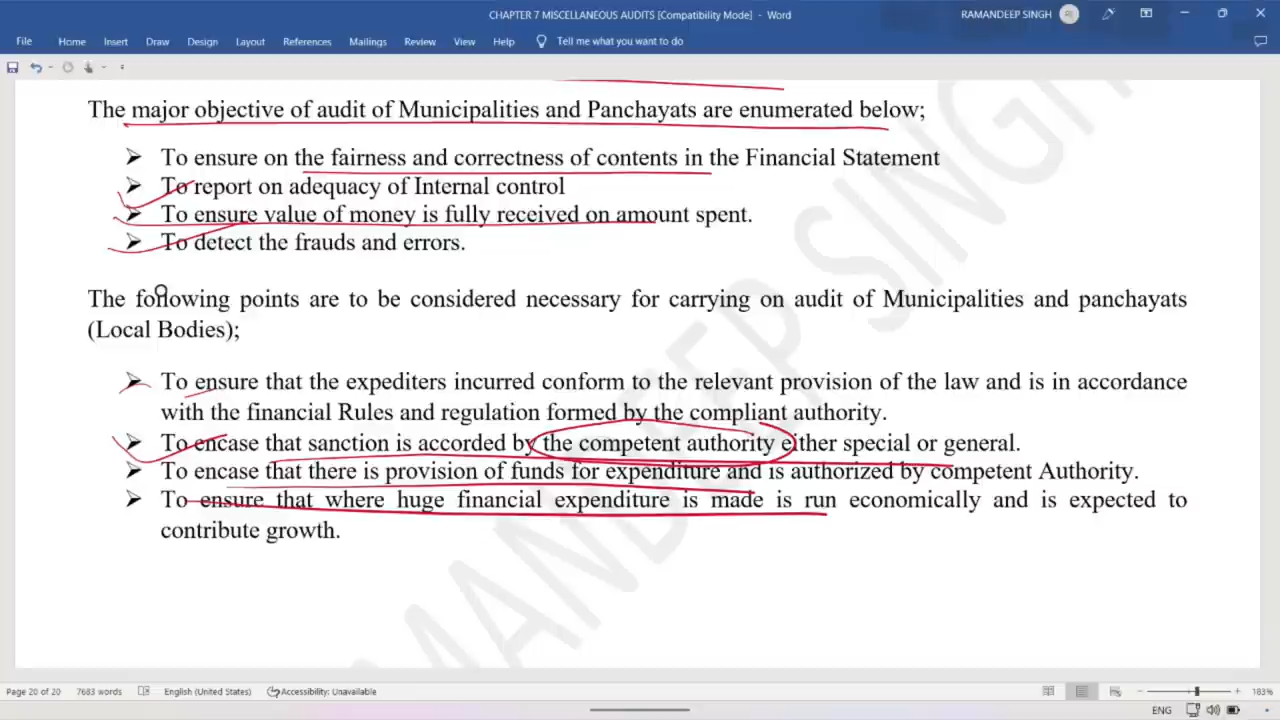 CHAPTER 7 MISCELLANEOUS AUDITS [Compatibility Mode] - Word
RAMANDEEP SINGH
File Home Insert Draw Design Layout References Mailings Review View Help Tell me what you want to do
The major objective of audit of Municipalities and Panchayats are enumerated below;
To ensure on the fairness and correctness of contents in the Financial Statement
To report on adequacy of Internal control
To ensure value of money is fully received on amount spent.
To detect the frauds and errors.
The following points are to be considered necessary for carrying on audit of Municipalities and panchayats
(Local Bodies);
To ensure that the expediters incurred conform to the relevant provision of the law and is in accordance
with the financial Rules and regulation formed by the compliant authority.
To encase that sanction is accorded by the competent authority either special or general.
To encase that there is provision of funds for expenditure and is authorized by competent Authority.
To ensure that where huge financial expenditure is made is run economically and is expected to
contribute growth.
RAMANDEEP SINGH
Page 20 of 20 7683 words English (United States) Accessibility: Unavailable 183%
ENG